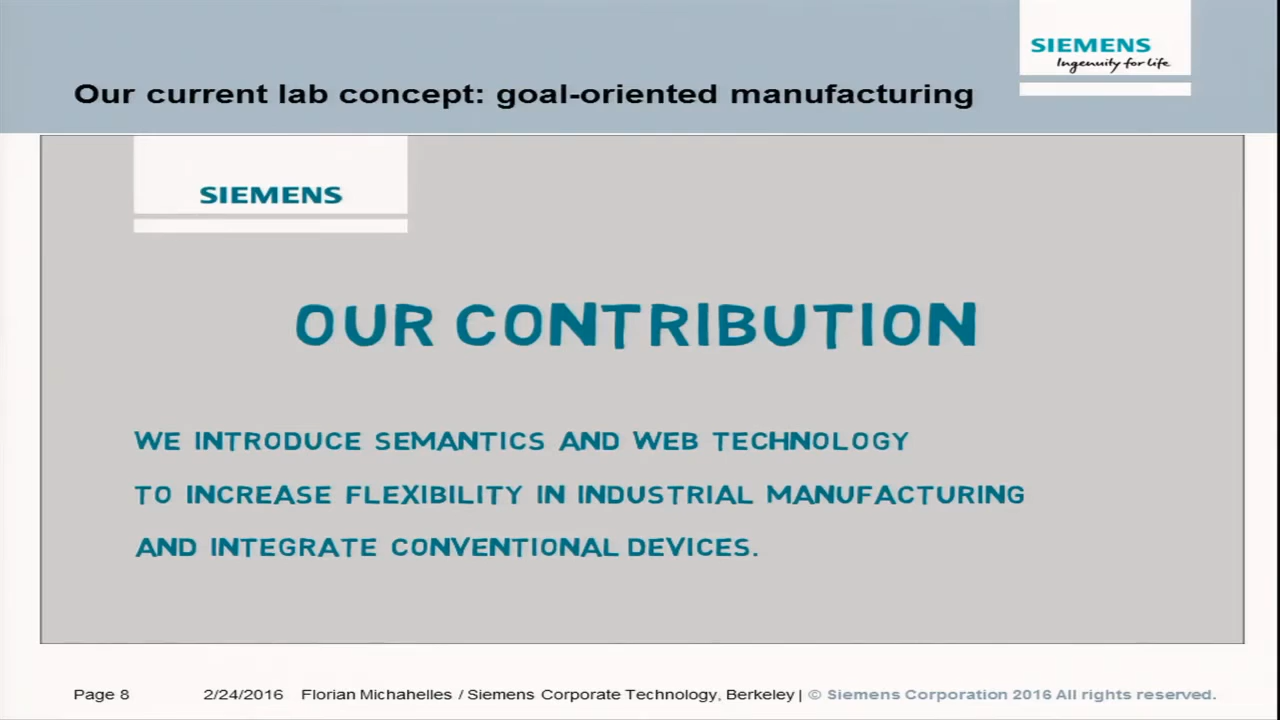 SIEMENS
Ingenuity for life
Our current lab concept: goal-oriented manufacturing
SIEMENS
OUR CONTRIBUTION
WE INTRODUCE SEMANTICS AND WEB TECHNOLOGY
TO INCREASE FLEXIBILITY IN INDUSTRIAL MANUFACTURING
AND INTEGRATE CONVENTIONAL DEVICES.
Page 8 2/24/2016 Florian Michahelles / Siemens Corporate Technology, Berkeley | © Siemens Corporation 2016 All rights reserved.